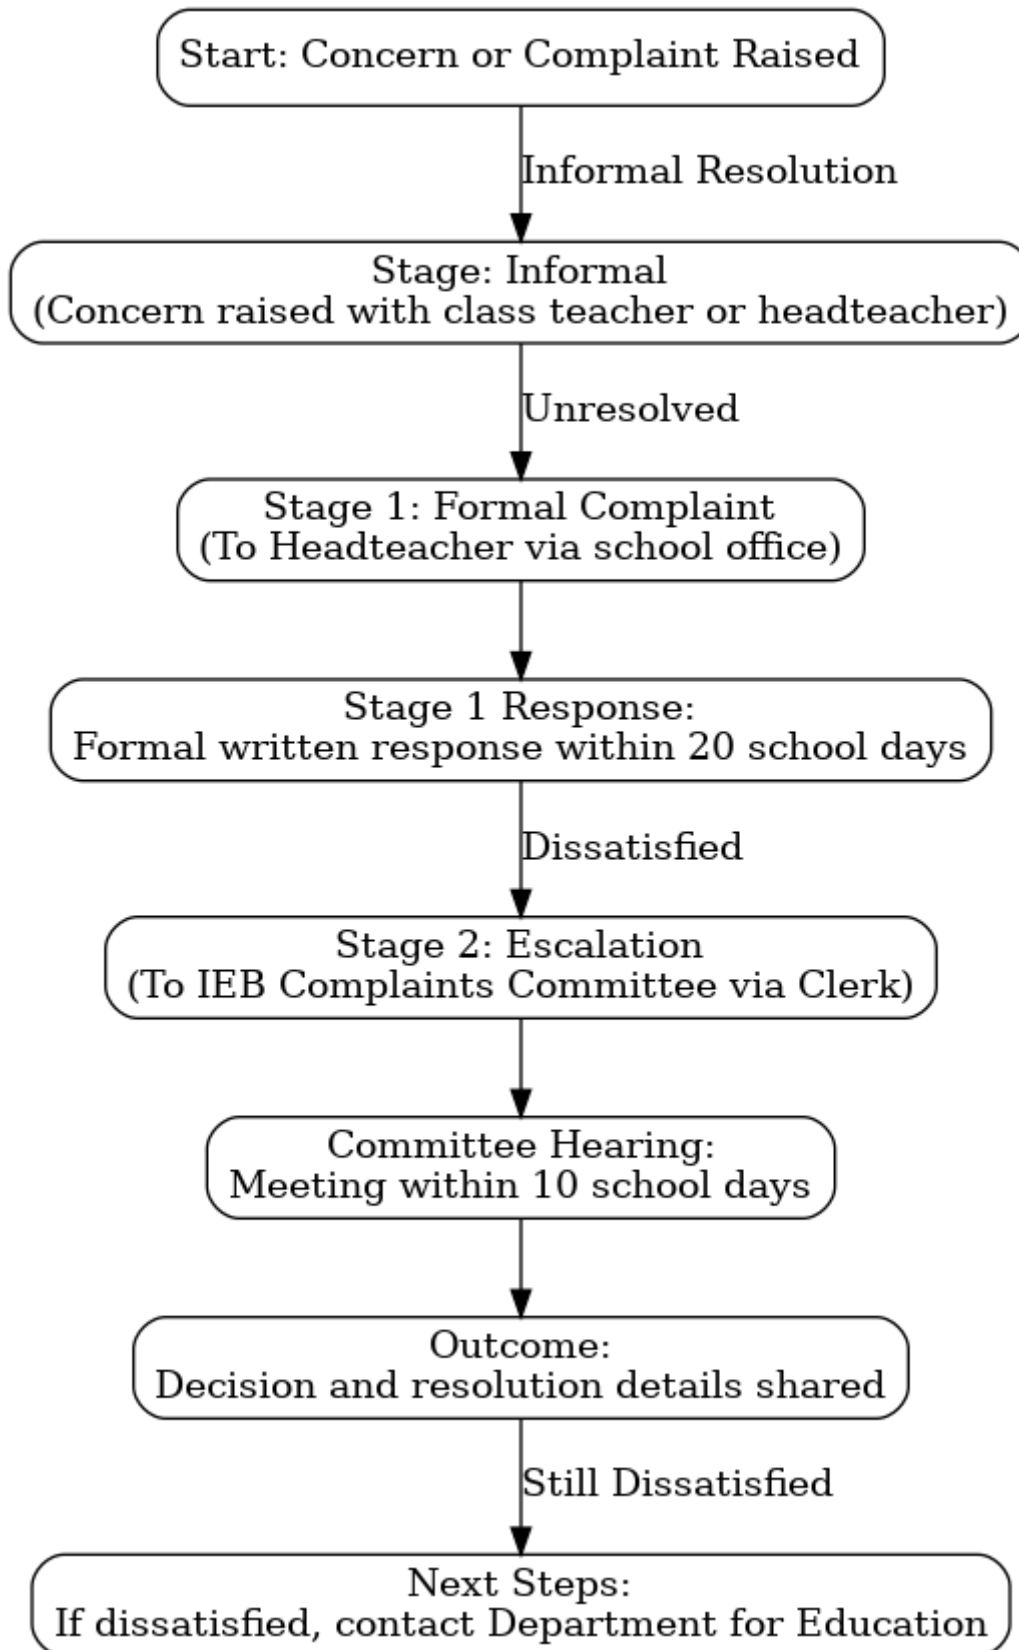 Start: Concern or Complaint Raised
Informal Resolution
Stage: Informal
(Concern raised with class teacher or headteacher)
Unresolved
Stage 1: Formal Complaint
(To Headteacher via school office)
Stage 1 Response:
Formal written response within 20 school days
Dissatisfied
Stage 2: Escalation
(To IEB Complaints Committee via Clerk)
Committee Hearing:
Meeting within 10 school days
Outcome:
Decision and resolution details shared
Still Dissatisfied
Next Steps:
If dissatisfied, contact Department for Education